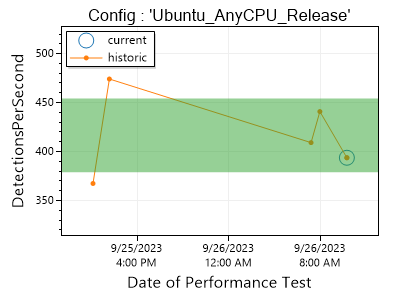 Config : 'Ubuntu_AnyCPU_Release'
current
historic
DetectionsPerSecond
500
450
400
350
9/25/2023
4:00 PM
9/26/2023
12:00 AM
9/26/2023
8:00 AM
Date of Performance Test